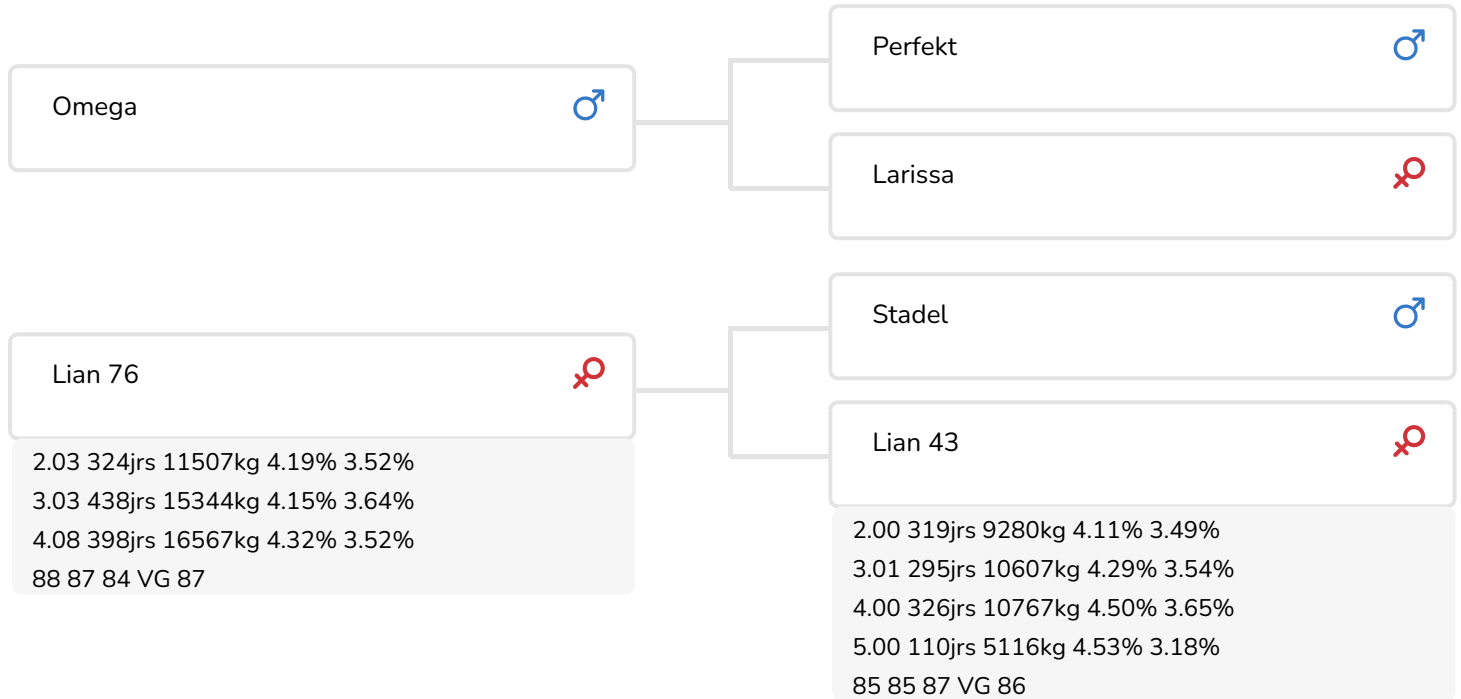 Omega
Lian 76
2.03 324jrs 11507kg 4.19% 3.52%
3.03 438jrs 15344kg 4.15% 3.64%
4.08 398jrs 16567kg 4.32% 3.52%
88 87 84 VG 87
Perfekt
Larissa
Stadel
Lian 43
2.00 319jrs 9280kg 4.11% 3.49%
3.01 295jrs 10607kg 4.29% 3.54%
4.00 326jrs 10767kg 4.50% 3.65%
5.00 110jrs 5116kg 4.53% 3.18%
85 85 87 VG 86